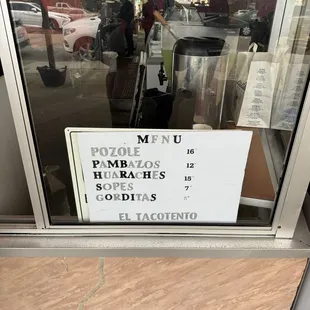 MENU
POZOLE 16
PAMBAZOS 12
HUARACHES 18
SOPES 7
GORDITAS
EL TACOTENTO